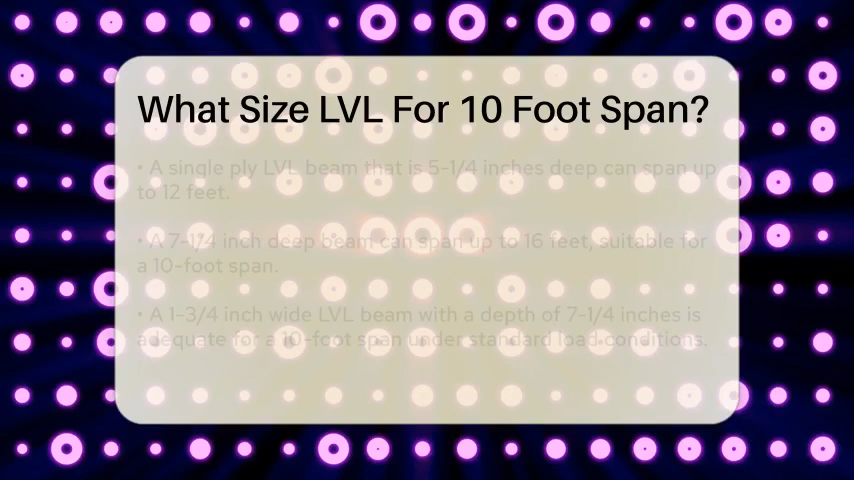 What Size LVL For 10 Foot Span?
• A single ply LVL beam that is 5-1/4 inches deep can span up
to 12 feet.
• A 7-1/4 inch deep beam can span up to 16 feet, suitable for
a 10-foot span.
• A 1-3/4 inch wide LVL beam with a depth of 7-1/4 inches is
adequate for a 10-foot span under standard load conditions.